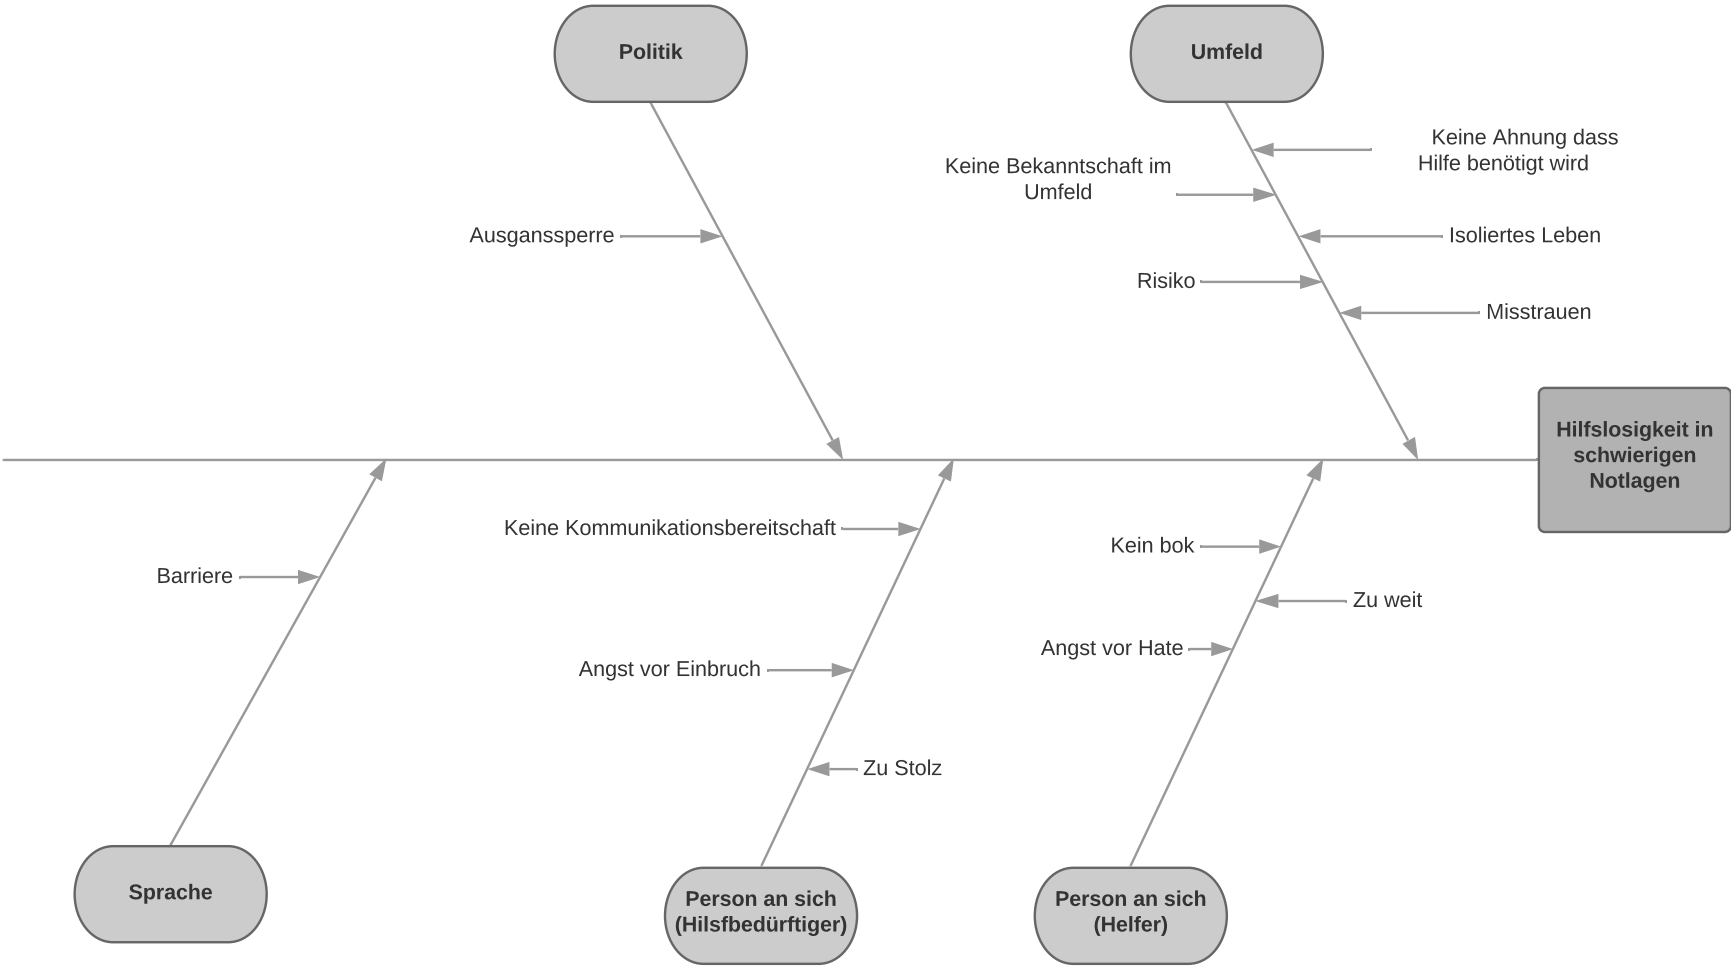 Politik
Umfeld
Keine Ahnung dass
Hilfe benötigt wird
Keine Bekanntschaft im
Umfeld
Ausganssperre
Isoliertes Leben
Risiko
Misstrauen
Hilfslosigkeit in
schwierigen
Notlagen
Keine Kommunikationsbereitschaft
Kein bok
Barriere
Zu weit
Angst vor Hate
Angst vor Einbruch
Zu Stolz
Sprache
Person an sich
(Hilsfbedürftiger)
Person an sich
(Helfer)